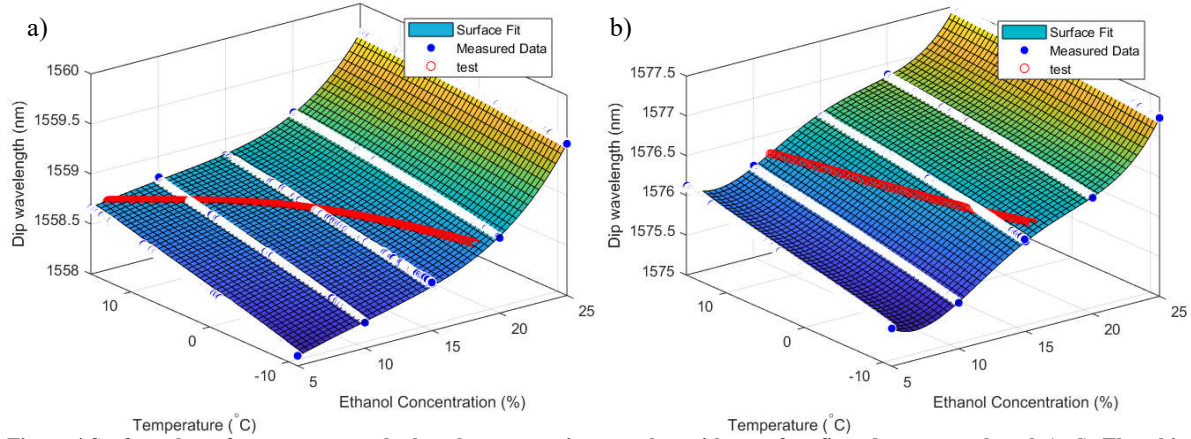 a)
Surface Fit
Measured Data
test
Dip wavelength (nm)
1560
1559.5
1559
1558.5
1558
10
0
-10
Temperature (°C)
5
10
15
20
25
Ethanol Concentration (%)
b)
Surface Fit
Measured Data
test
Dip wavelength (nm)
1577.5
1577
1576.5
1576
1575.5
1575
10
0
-10
Temperature (°C)
5
10
15
20
25
Ethanol Concentration (%)